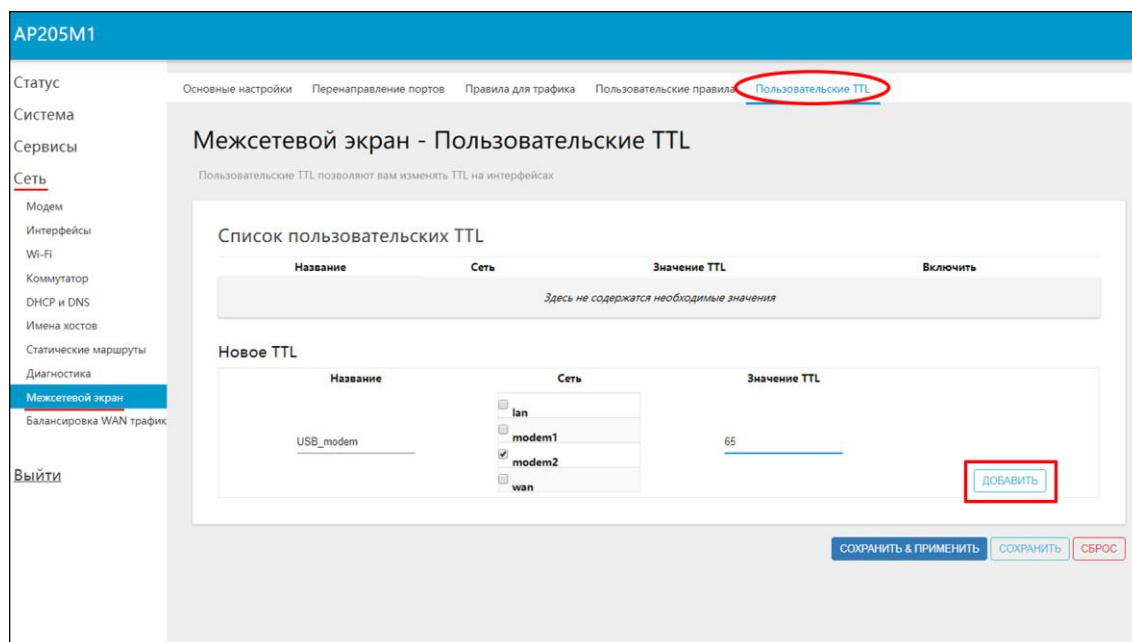 AP205M1
Статус
Система
Сервисы
Сеть
Модем
Интерфейсы
Wi-Fi
Коммутатор
DHCP и DNS
Имена хостов
Статические маршруты
Диагностика
Межсетевой экран
Балансировка WAN трафик
Выйти
Основные настройки Перенаправление портов Правила для трафика Пользовательские правила Пользовательские TTL
Межсетевой экран - Пользовательские TTL
Пользовательские TTL позволяют вам изменять TTL на интерфейсах
Список пользовательских TTL
Название Сеть Значение TTL Включить
Здесь не содержатся необходимые значения
Новое TTL
Название Сеть Значение TTL
lan
modem1
USB_modem 65
modem2
wan
ДОБАВИТЬ
СОХРАНИТЬ & ПРИМЕНИТЬ СОХРАНИТЬ СБРОС